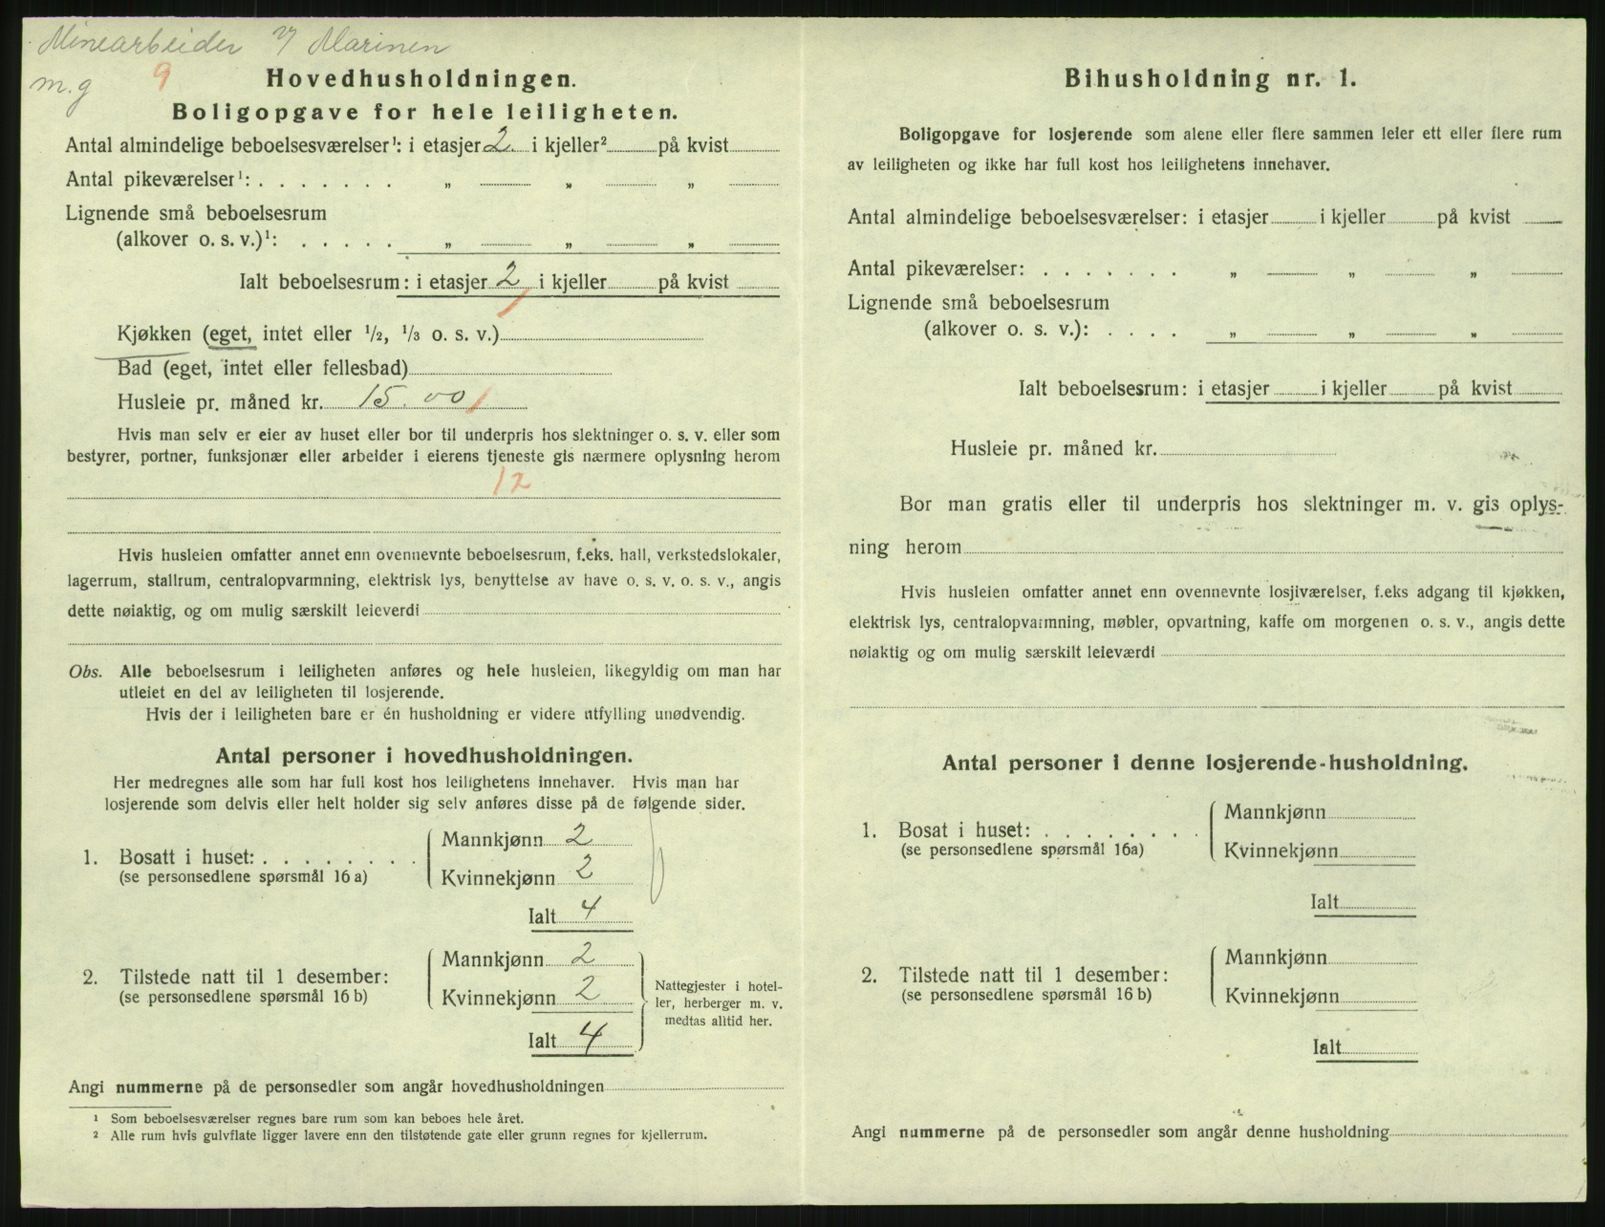 Minearbeider v/ Marinen
m.g
9
Hovedhusholdningen.
Boligopgave for hele leiligheten.
Antal almindelige beboelsesværelser¹: i etasjer 2 i kjeller² på kvist
Antal pikeværelser¹: . . . . . . . „ „ „
Lignende små beboelsesrum
(alkover o. s. v.)¹: . . . . . „ „ „
Ialt beboelsesrum: i etasjer 2 i kjeller på kvist
Kjøkken (eget, intet eller ½, ⅓ o. s. v.)
Bad (eget, intet eller fellesbad)
Husleie pr. måned kr. 15.00
Hvis man selv er eier av huset eller bor til underpris hos slektninger o. s. v. eller som
bestyrer, portner, funksjonær eller arbeider i eierens tjeneste gis nærmere oplysning herom
12
Hvis husleien omfatter annet enn ovennevnte beboelsesrum, f.eks. hall, verkstedslokaler,
lagerrum, stallrum, centralopvarmning, elektrisk lys, benyttelse av have o. s. v. o. s. v., angis
dette nøiaktig, og om mulig særskilt leieverdi
Obs. Alle beboelsesrum i leiligheten anføres og hele husleien, likegyldig om man har
utleiet en del av leiligheten til losjerende.
Hvis der i leiligheten bare er én husholdning er videre utfylling unødvendig.
Antal personer i hovedhusholdningen.
Her medregnes alle som har full kost hos leilighetens innehaver. Hvis man har
losjerende som delvis eller helt holder sig selv anføres disse på de følgende sider.
Mannkjønn 2
1. Bosatt i huset: . . . . . . . .
(se personsedlene spørsmål 16 a)
Kvinnekjønn 2
Ialt 4
Mannkjønn 2
2. Tilstede natt til 1 desember:
(se personsedlene spørsmål 16 b)
Kvinnekjønn 2
Ialt 4
Nattegjester i hotel-
ler, herberger m. v.
medtas alltid her.
Angi nummerne på de personsedler som angår hovedhusholdningen
¹ Som beboelsesværelser regnes bare rum som kan beboes hele året.
² Alle rum hvis gulvflate ligger lavere enn den tilstøtende gate eller grunn regnes for kjellerrum.
Bihusholdning nr. 1.
Boligopgave for losjerende som alene eller flere sammen leier ett eller flere rum
av leiligheten og ikke har full kost hos leilighetens innehaver.
Antal almindelige beboelsesværelser: i etasjer i kjeller på kvist
Antal pikeværelser: . . . . . . . „ „ „
Lignende små beboelsesrum
(alkover o. s. v.): . . . . „ „ „
Ialt beboelsesrum: i etasjer i kjeller på kvist
Husleie pr. måned kr.
Bor man gratis eller til underpris hos slektninger m. v. gis oplys-
ning herom
Hvis husleien omfatter annet enn ovennevnte losjiværelser, f.eks adgang til kjøkken,
elektrisk lys, centralopvarmning, møbler, opvartning, kaffe om morgenen o. s. v., angis dette
nøiaktig og om mulig særskilt leieværdi
Antal personer i denne losjerende-husholdning.
Mannkjønn
1. Bosat i huset: . . . . . . . .
(se personsedlene spørsmål 16a)
Kvinnekjønn
Ialt
Mannkjønn
2. Tilstede natt til 1 desember:
(se personsedlene spørsmål 16 b)
Kvinnekjønn
Ialt
Angi nummerne på de personsedler som angår denne husholdning